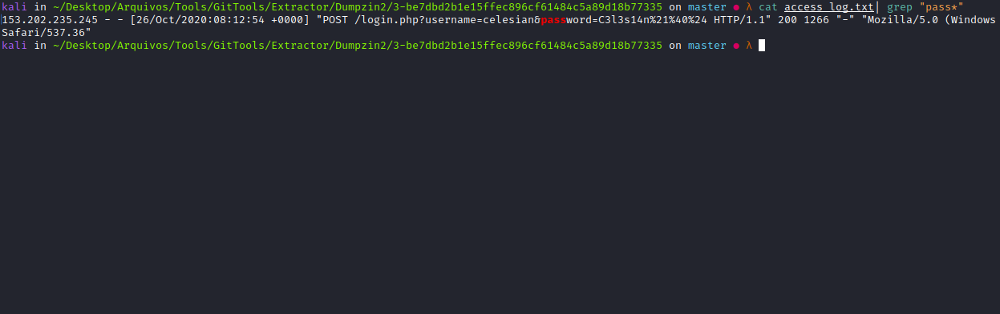 kali in ~/Desktop/Arquivos/Tools/GitTools/Extractor/Dumpzin2/3-be7dbd2b1e15ffec896cf61484c5a89d18b77335 on master ● λ cat access_log.txt| grep "pass*"
153.202.235.245 - - [26/Oct/2020:08:12:54 +0000] "POST /login.php?username=celesian&password=C3l3s14n%21%40%24 HTTP/1.1" 200 1266 "-" "Mozilla/5.0 (Windows
Safari/537.36"
kali in ~/Desktop/Arquivos/Tools/GitTools/Extractor/Dumpzin2/3-be7dbd2b1e15ffec896cf61484c5a89d18b77335 on master ● λ